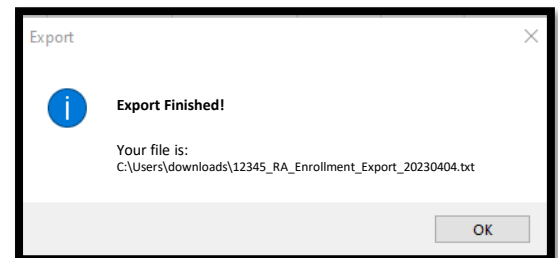 Export
Export Finished!
Your file is:
C:\Users\downloads\12345_RA_Enrollment_Export_20230404.txt
OK